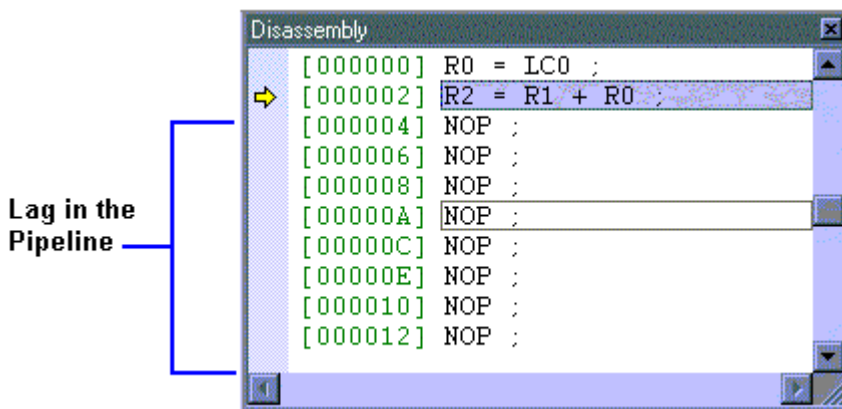 Disassembly
[000000] R0 = LC0 ;
[000002] R2 = R1 + R0 ;
[000004] NOP ;
[000006] NOP ;
[000008] NOP ;
[00000A] NOP ;
[00000C] NOP ;
[00000E] NOP ;
[000010] NOP ;
[000012] NOP ;
Lag in the
Pipeline